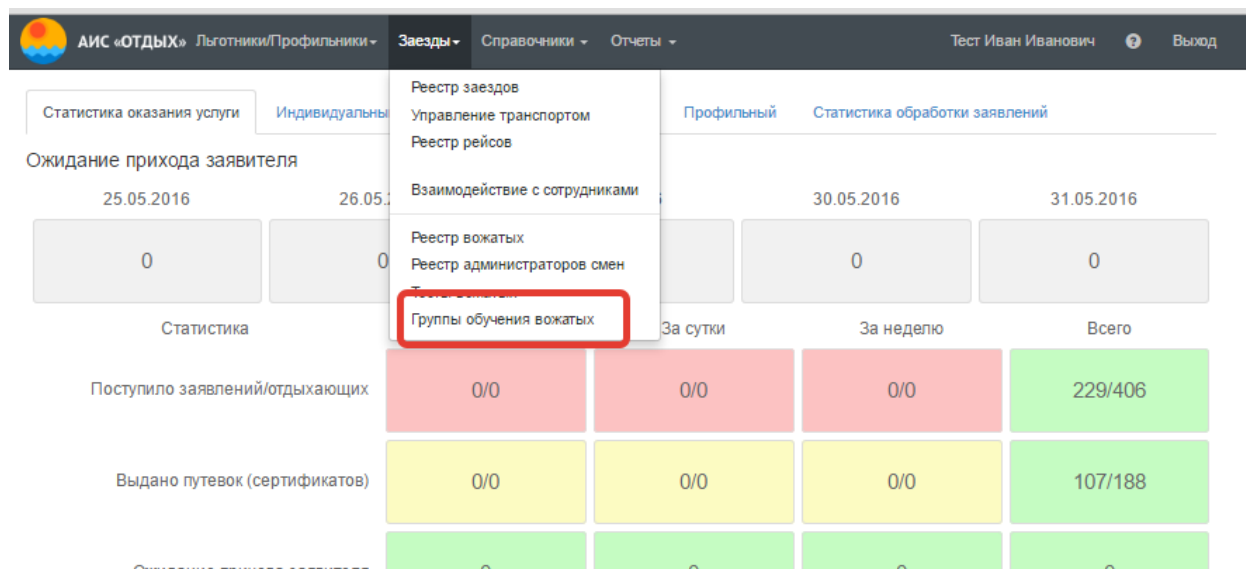 АИС «ОТДЫХ» Льготники/Профильники Заезды Справочники Отчеты Тест Иван Иванович ? Выход
Реестр заездов
Статистика оказания услуги Профильный Статистика обработки заявлений
Управление транспортом
Реестр рейсов
Ожидание прихода заявителя
Взаимодействие с сотрудниками
25.05.2016 26.05. 30.05.2016 31.05.2016
Реестр вожатых
0 0 0 0
Реестр администраторов смен
Группы обучения вожатых
Статистика За сутки За неделю Всего
Поступило заявлений/отдыхающих 0/0 0/0 0/0 229/406
Выдано путевок (сертификатов) 0/0 0/0 0/0 107/188